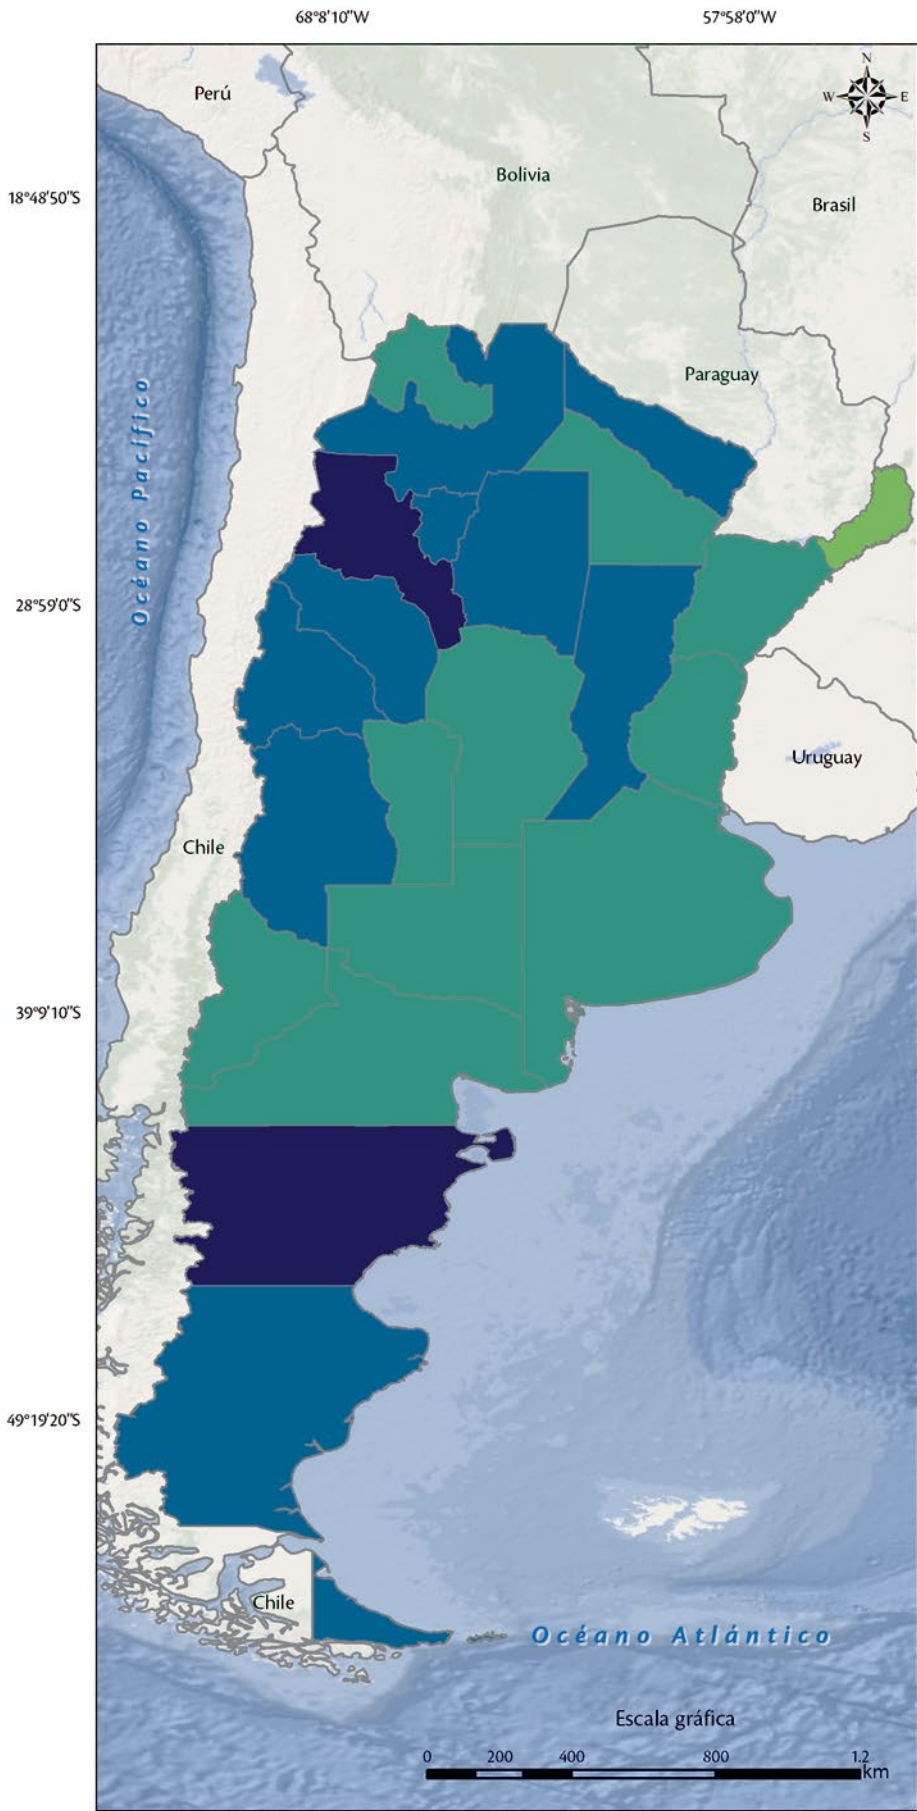 68°8'10"W
57°58'0"W
N
W
E
S
Perú
Bolivia
18°48'50"S
Brasil
Paraguay
Océano Pacífico
28°59'0"S
Uruguay
Chile
39°9'10"S
49°19'20"S
Chile
Océano Atlántico
Escala gráfica
0 200 400 800 1.2
km